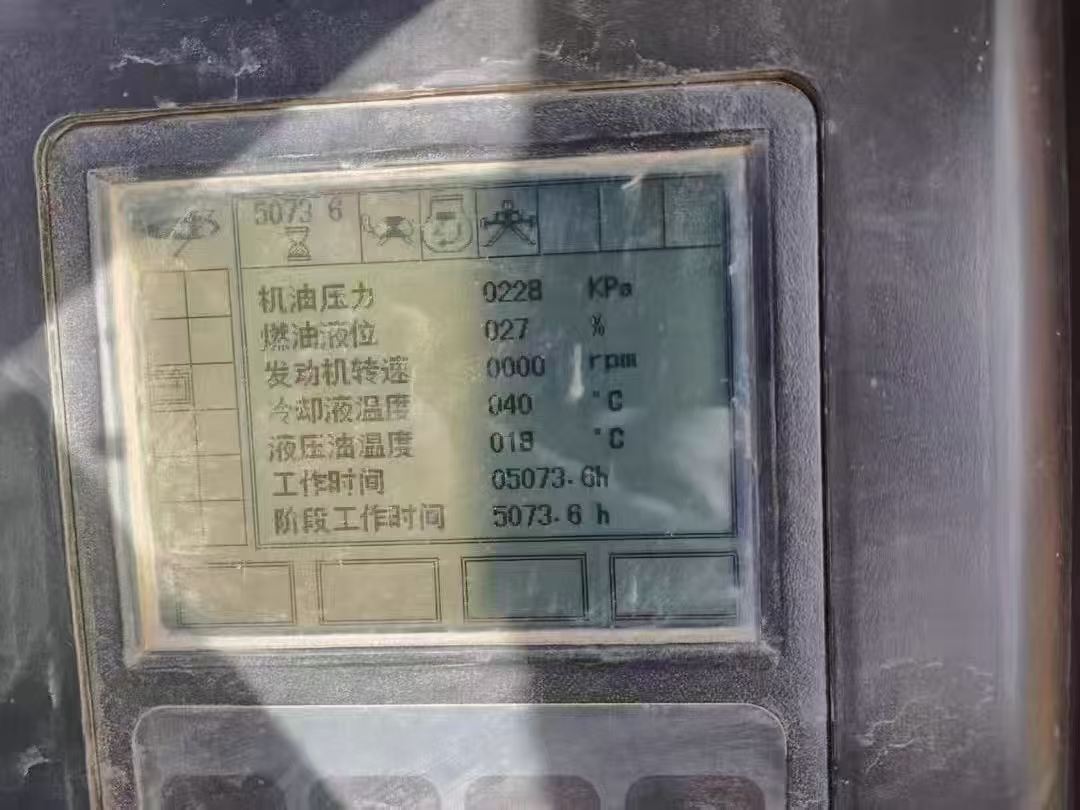 5073 6
机油压力 0228 KPa
燃油液位 027 %
发动机转速 0000 rpm
冷却液温度 040 °C
液压油温度 019 °C
工作时间 05073.6h
阶段工作时间 5073.6 h